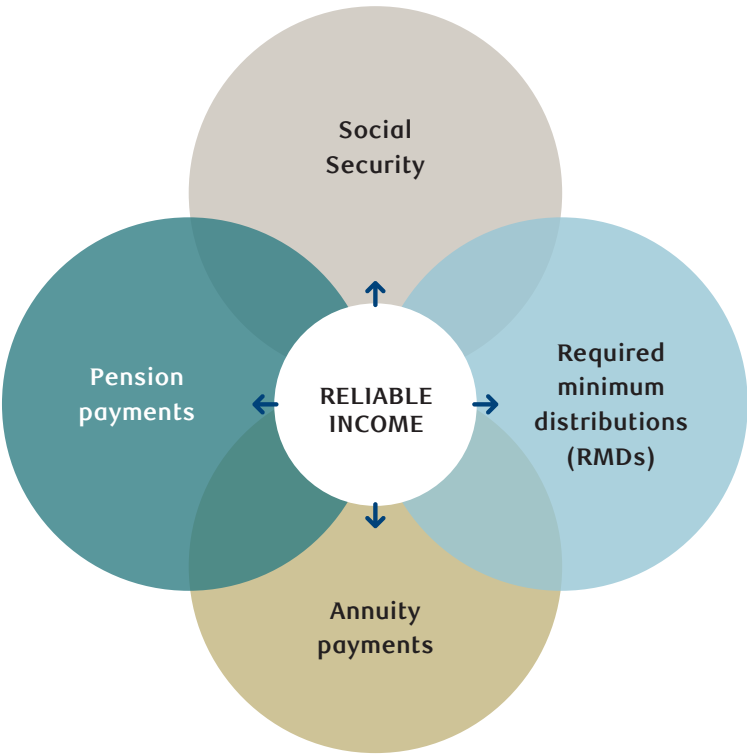 Social
Security
Pension
payments
RELIABLE
INCOME
Required
minimum
distributions
(RMDs)
Annuity
payments